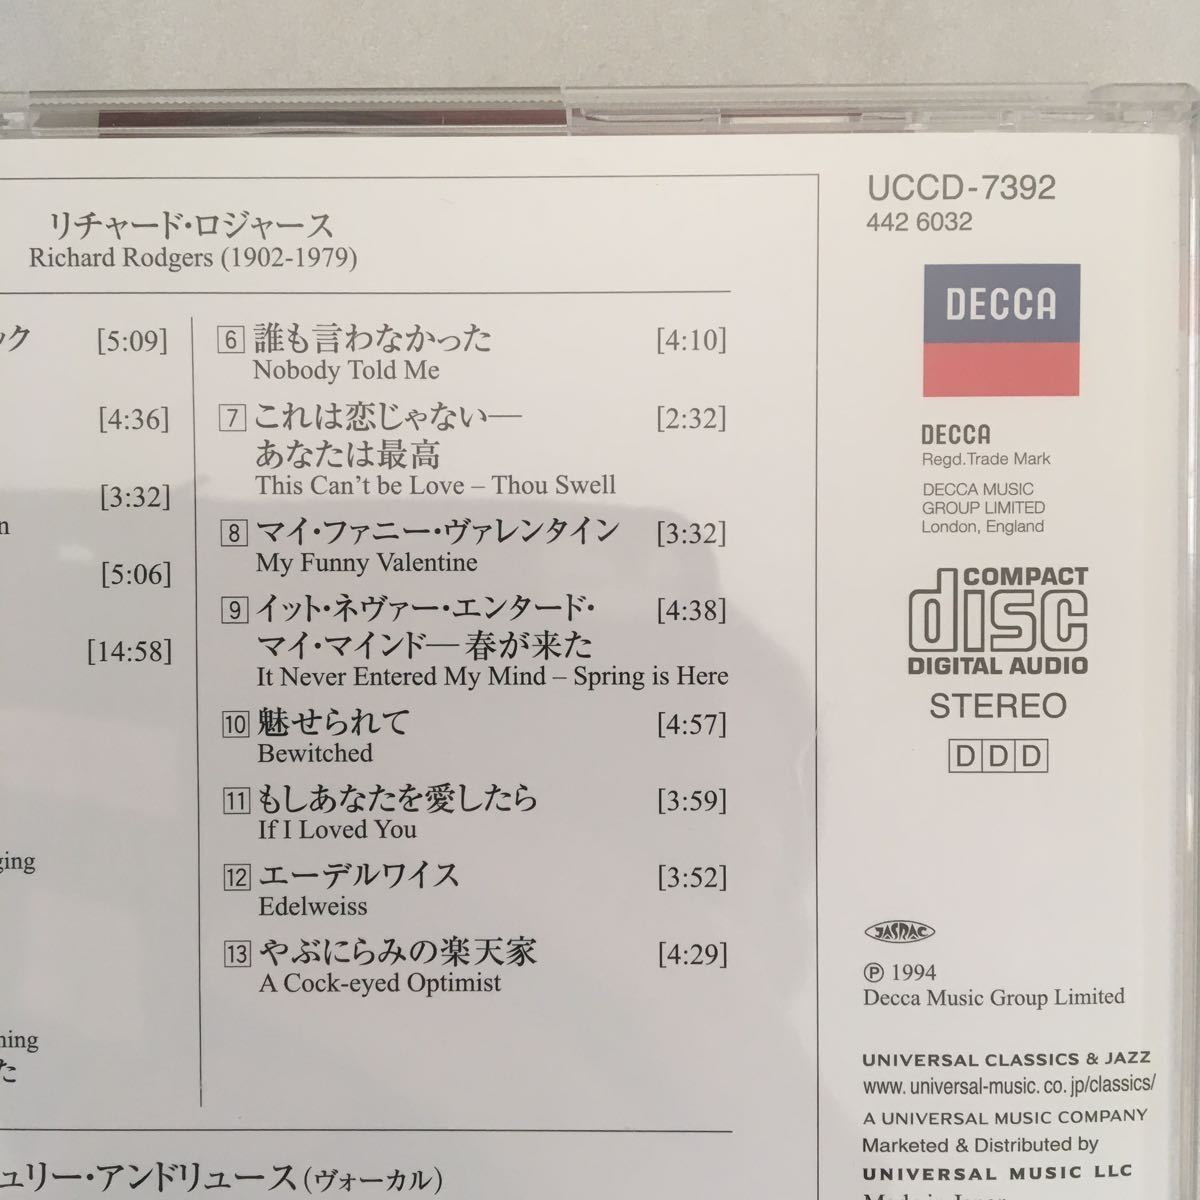 リチャード・ロジャース
Richard Rodgers (1902-1979)
ック [5:09]
[4:36]
[3:32]
n
[5:06]
[14:58]
ging
ning
た
6 誰も言わなかった [4:10]
Nobody Told Me
7 これは恋じゃない― [2:32]
あなたは最高
This Can't be Love – Thou Swell
8 マイ・ファニー・ヴァレンタイン [3:32]
My Funny Valentine
9 イット・ネヴァー・エンタード・ [4:38]
マイ・マインド―春が来た
It Never Entered My Mind – Spring is Here
10 魅せられて [4:57]
Bewitched
11 もしあなたを愛したら [3:59]
If I Loved You
12 エーデルワイス [3:52]
Edelweiss
13 やぶにらみの楽天家 [4:29]
A Cock-eyed Optimist
ュリー・アンドリュース(ヴォーカル)
UCCD-7392
442 6032
DECCA
DECCA
Regd.Trade Mark
DECCA MUSIC
GROUP LIMITED
London, England
COMPACT
disc
DIGITAL AUDIO
STEREO
DDD
JASRAC
℗ 1994
Decca Music Group Limited
UNIVERSAL CLASSICS & JAZZ
www. universal-music. co. jp/classics/
A UNIVERSAL MUSIC COMPANY
Marketed & Distributed by
UNIVERSAL MUSIC LLC
Made in Japan